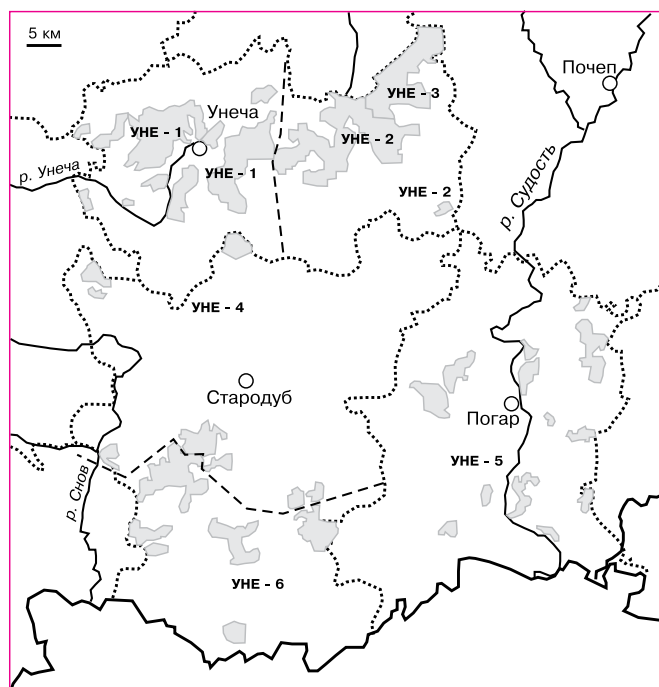 5 км
Почеп
УНЕ - 3
Унеча
УНЕ - 1
УНЕ - 2
р. Унеча
УНЕ - 1
УНЕ - 2
р. Судость
УНЕ - 4
Стародуб
Погар
УНЕ - 5
р. Снов
УНЕ - 6